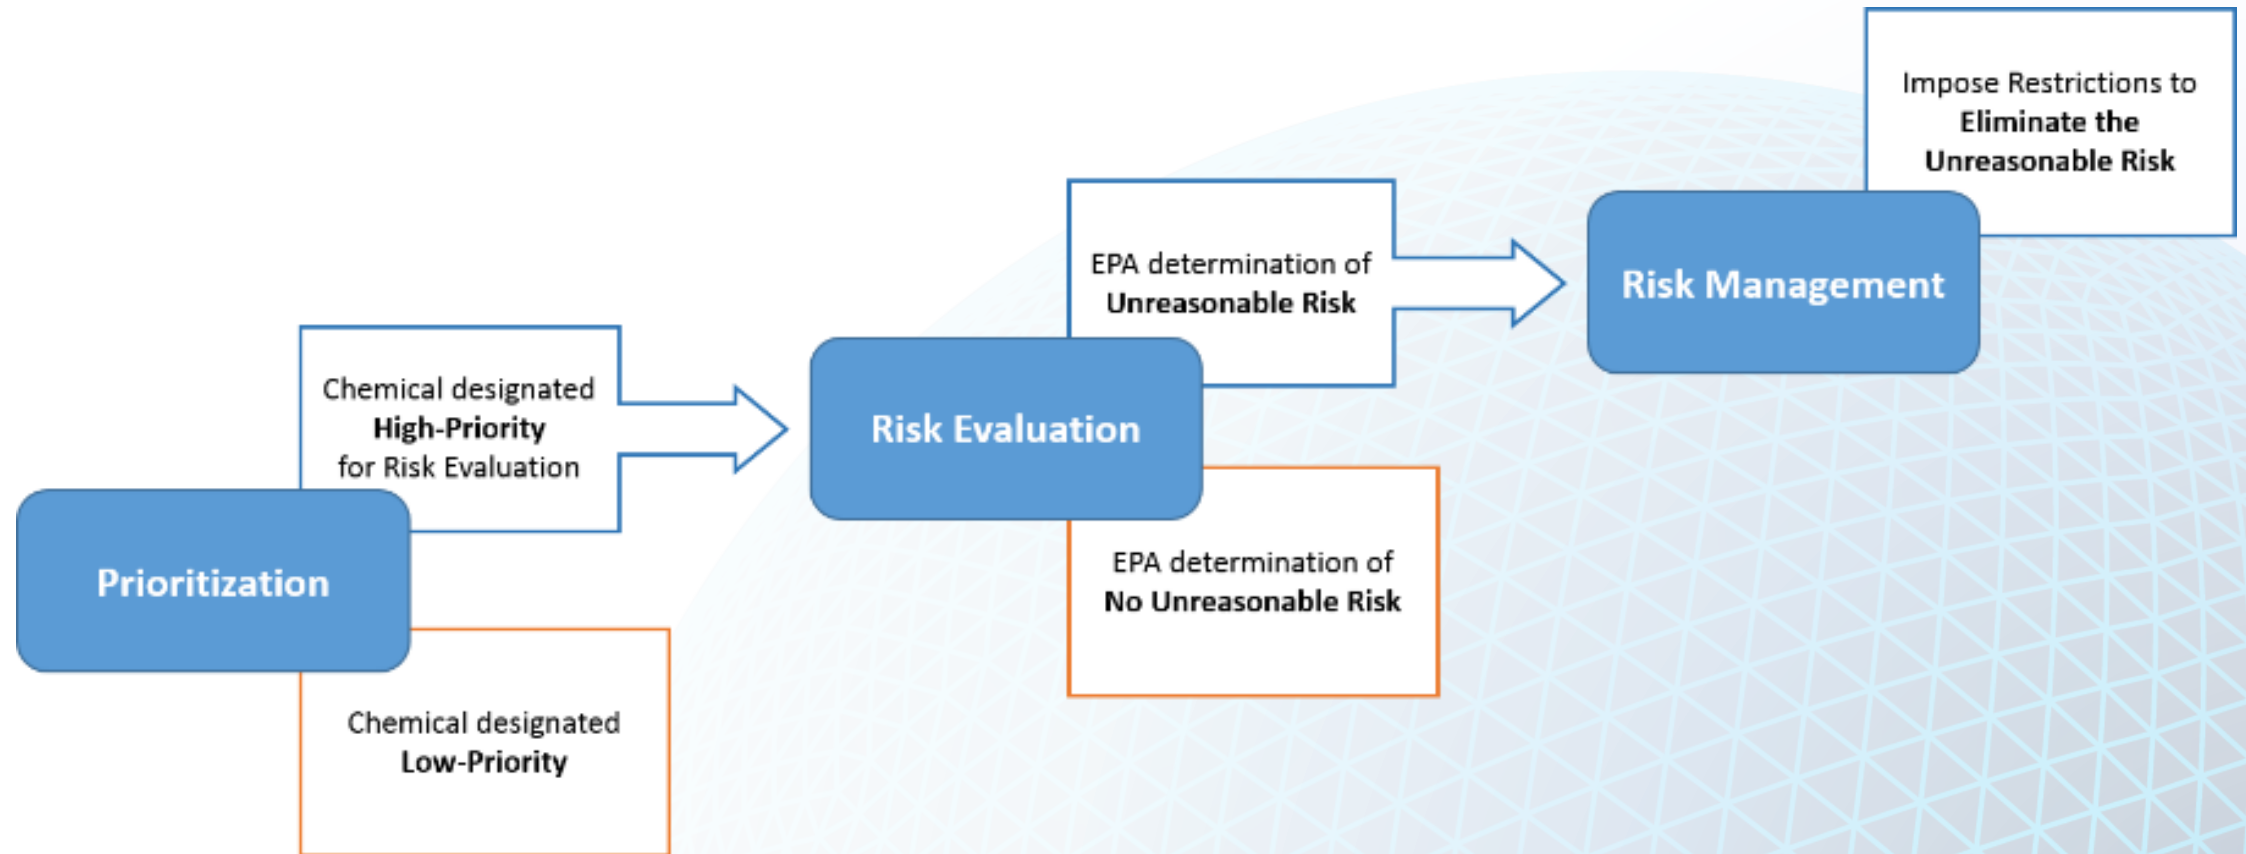 Prioritization
Chemical designated
High-Priority
for Risk Evaluation
Chemical designated
Low-Priority
Risk Evaluation
EPA determination of
Unreasonable Risk
EPA determination of
No Unreasonable Risk
Risk Management
Impose Restrictions to
Eliminate the
Unreasonable Risk